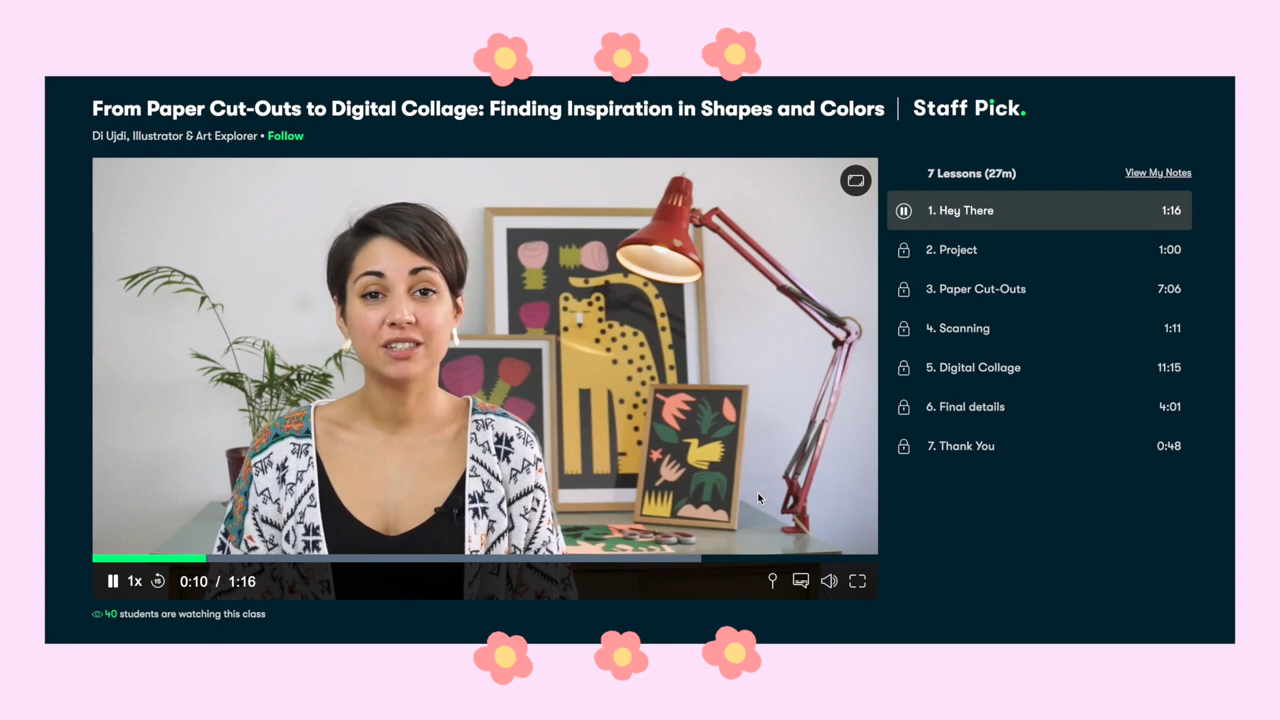 From Paper Cut-Outs to Digital Collage: Finding Inspiration in Shapes and Colors | Staff Pick.
Di Ujdi, Illustrator & Art Explorer • Follow
7 Lessons (27m) View My Notes
1. Hey There 1:16
2. Project 1:00
3. Paper Cut-Outs 7:06
4. Scanning 1:11
5. Digital Collage 11:15
6. Final details 4:01
7. Thank You 0:48
1x 15 0:10 / 1:16
40 students are watching this class